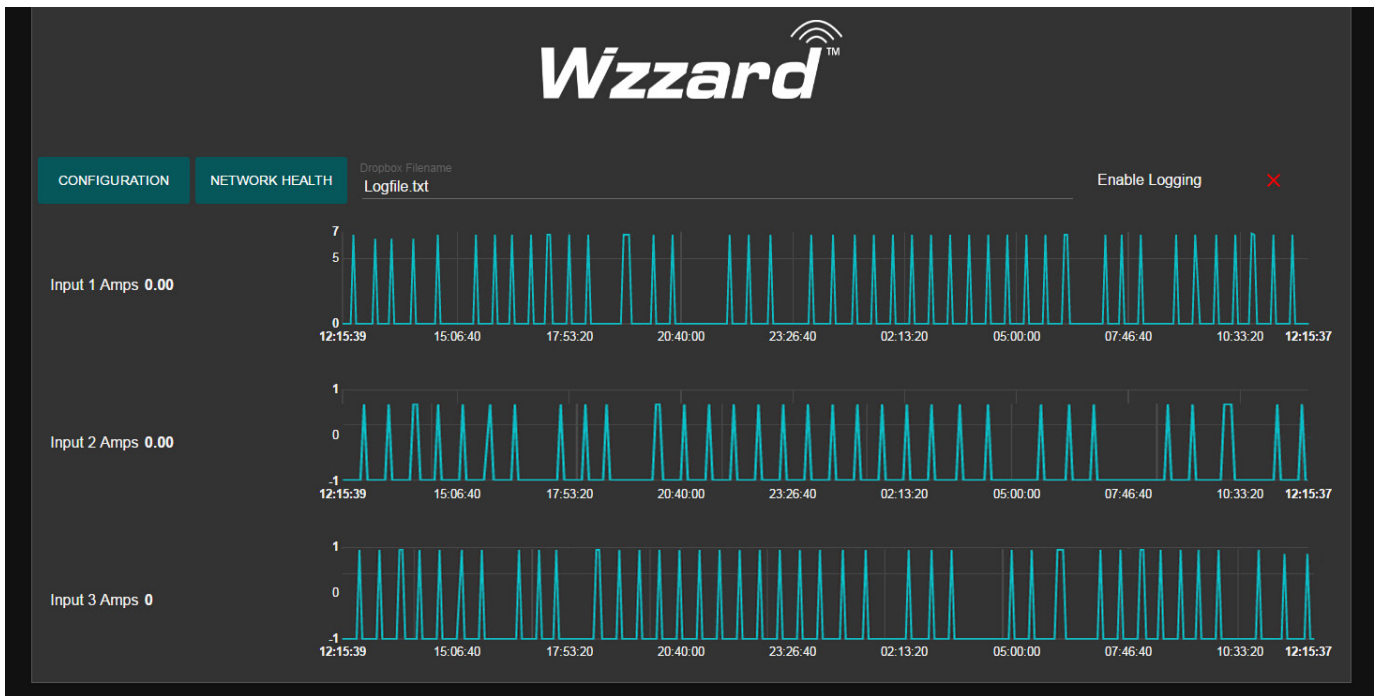 Wzzard™
CONFIGURATION
NETWORK HEALTH
Dropbox Filename
Logfile.txt
Enable Logging
Input 1 Amps 0.00
7
5
0
12:15:39 15:06:40 17:53:20 20:40:00 23:26:40 02:13:20 05:00:00 07:46:40 10:33:20 12:15:37
Input 2 Amps 0.00
1
0
-1
12:15:39 15:06:40 17:53:20 20:40:00 23:26:40 02:13:20 05:00:00 07:46:40 10:33:20 12:15:37
Input 3 Amps 0
1
0
-1
12:15:39 15:06:40 17:53:20 20:40:00 23:26:40 02:13:20 05:00:00 07:46:40 10:33:20 12:15:37